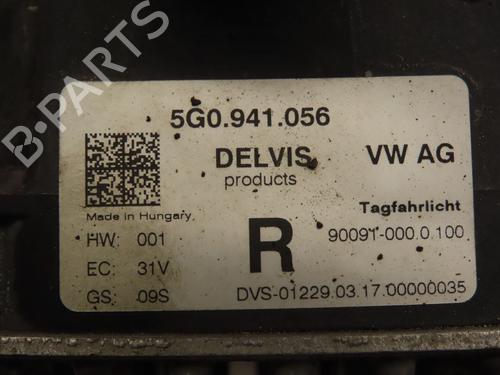 B-PARTS
5G0.941.056
DELVIS VW AG
products
Made in Hungary
Tagfahrlicht
HW: 001 R 90091-000.0.100
EC: 31V
GS: 09S DVS-01229.03.17.00000035